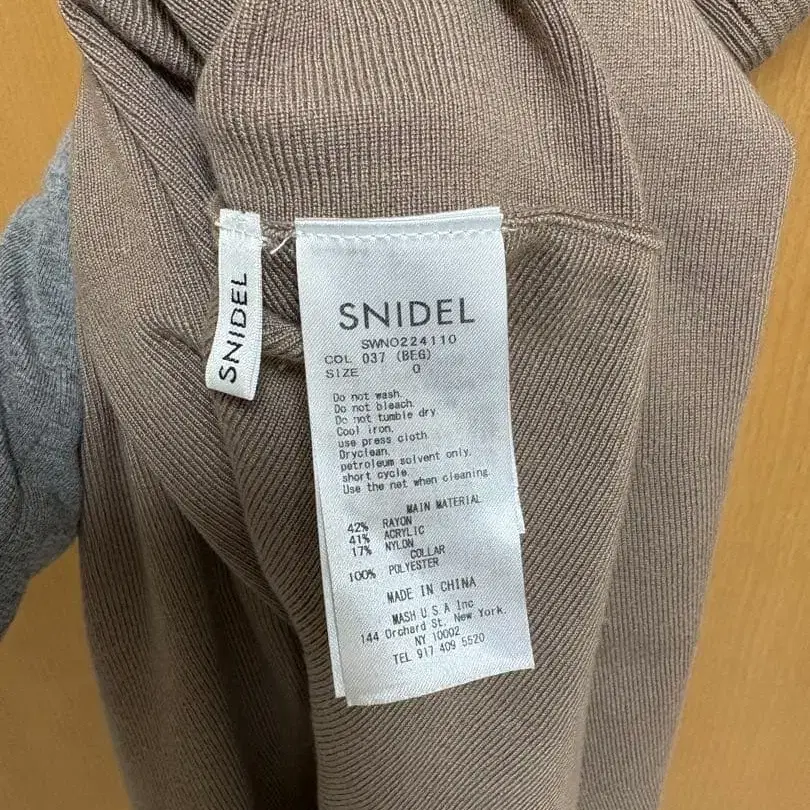 SNIDEL
SNIDEL
SWNO224110
COL 037 (BEG)
SIZE 0
Do not wash.
Do not bleach.
Do not tumble dry
Cool iron.
use press cloth
Dryclean.
petroleum solvent only.
short cycle
Use the net when cleaning.
MAIN MATERIAL
42% RAYON
41% ACRYLIC
17% NYLON
COLLAR
100% POLYESTER
MADE IN CHINA
MASH U S A Inc
144 Orchard St. New York.
NY 10002
TEL 917 409 5520